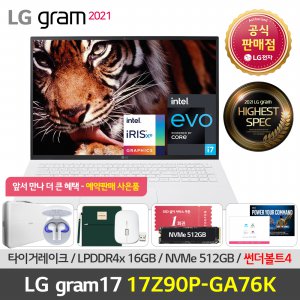 LG gram 2021
공식
판매점
LG전자
intel
iRIS Xe
GRAPHICS
intel
evo
POWERED BY
CORE
i7
2021 LG gram
HIGHEST
SPEC
앞서 만나 더 큰 혜택 - 예약판매 사은품
1
NVMe 512GB
POWER YOUR
COMMAND
타이거레이크 / LPDDR4x 16GB / NVMe 512GB / 썬더볼트4
LG gram17 17Z90P-GA76K